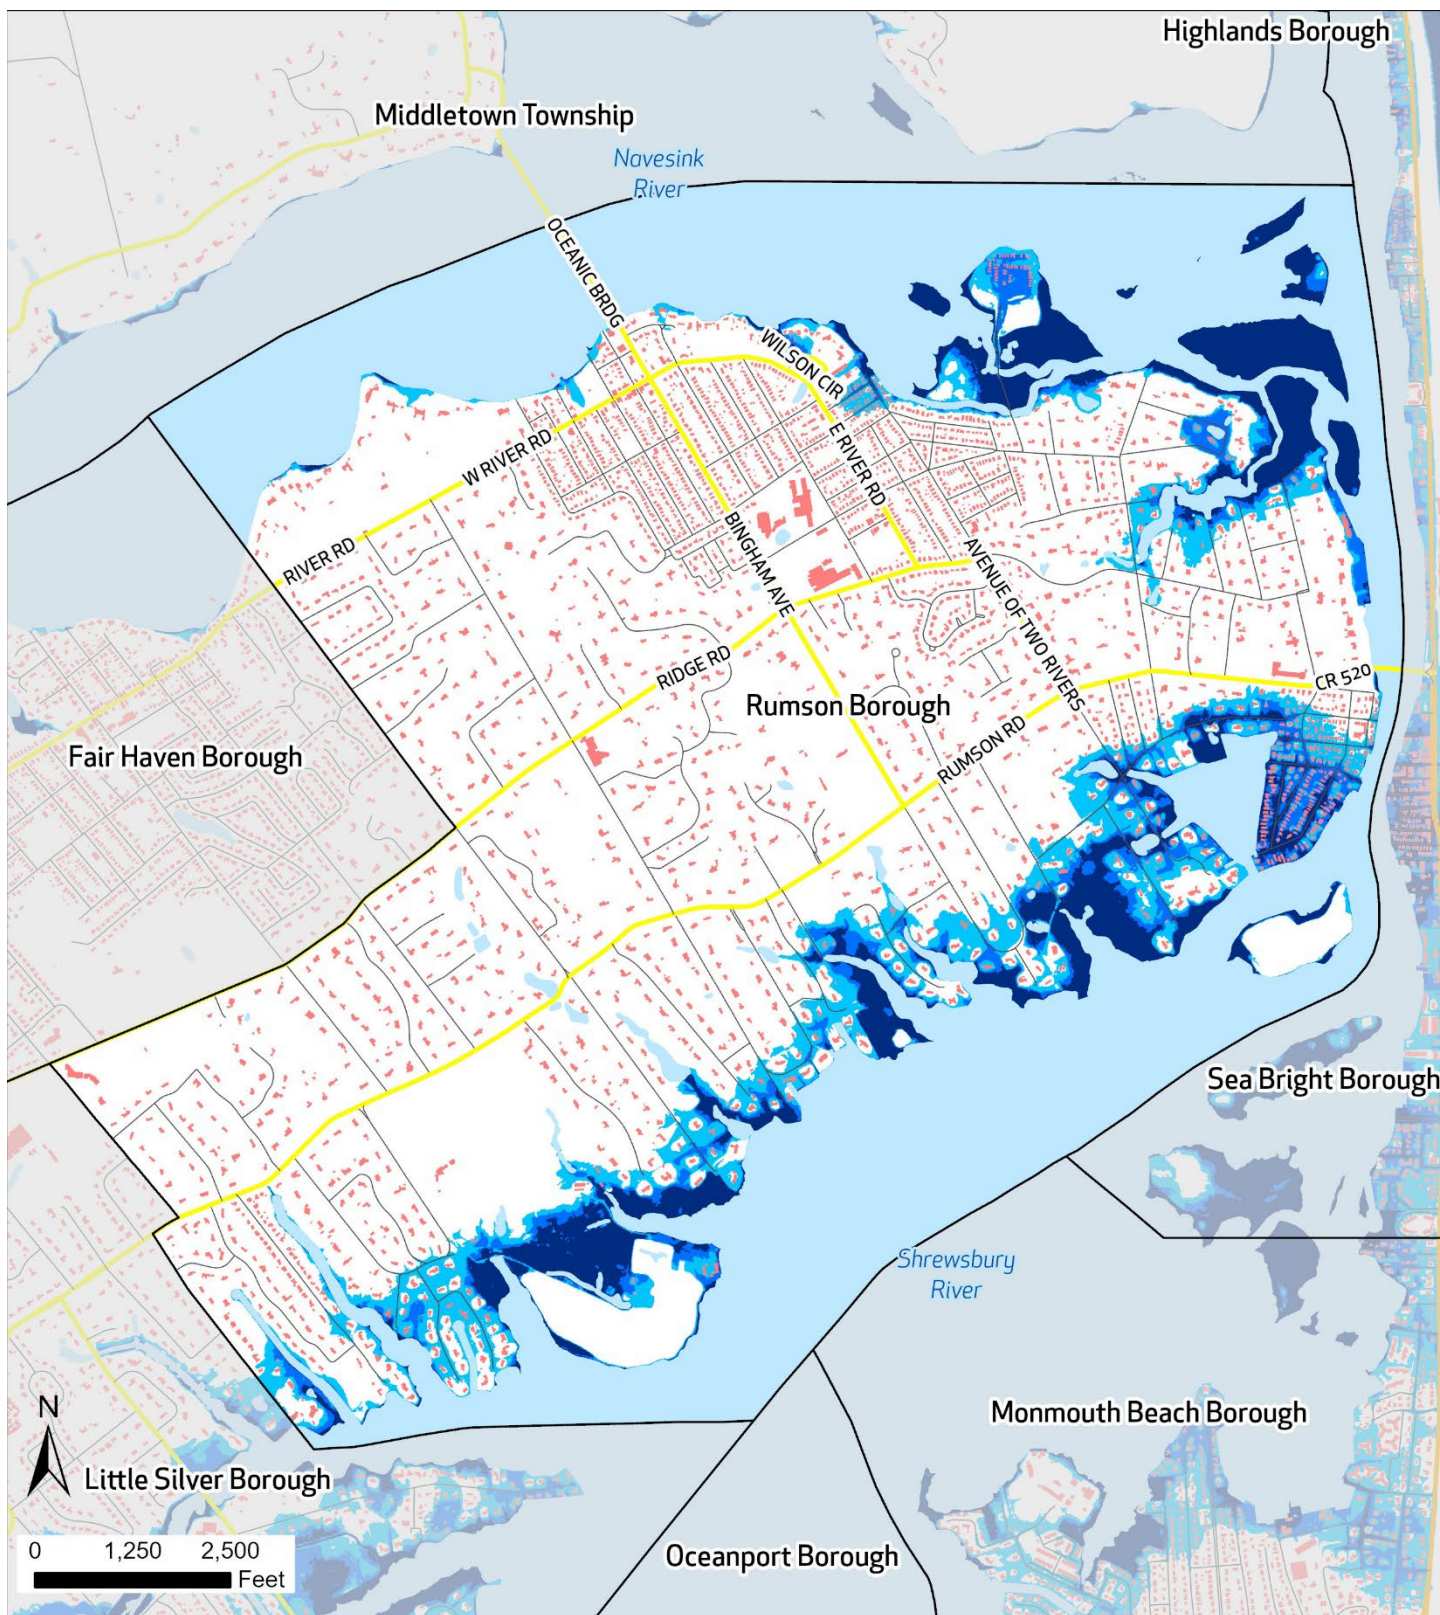 Highlands Borough
Middletown Township
Navesink
River
OCEANIC BRDG
WILSON CIR
W RIVER RD
E RIVER RD
RIVER RD
BINGHAM AVE
AVENUE OF TWO RIVERS
RIDGE RD
CR 520
Rumson Borough
RUMSON RD
Fair Haven Borough
Sea Bright Borough
Shrewsbury
River
N
Monmouth Beach Borough
Little Silver Borough
0 1,250 2,500
Feet
Oceanport Borough